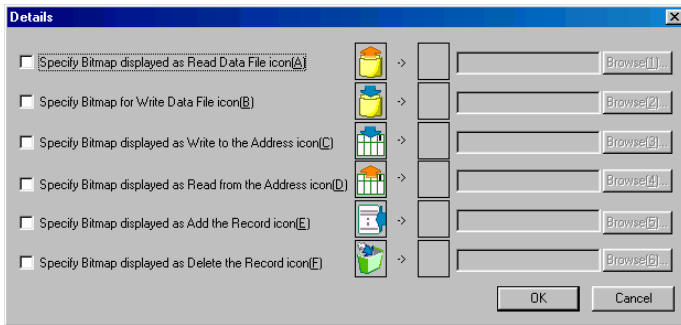 Details
Specify Bitmap displayed as Read Data File icon(A) -> Browse(1)...
Specify Bitmap for Write Data File icon(B) -> Browse(2)...
Specify Bitmap displayed as Write to the Address icon(C) -> Browse(3)...
Specify Bitmap displayed as Read from the Address icon(D) -> Browse(4)...
Specify Bitmap displayed as Add the Record icon(E) -> Browse(5)...
Specify Bitmap displayed as Delete the Record icon(F) -> Browse(6)...
OK Cancel